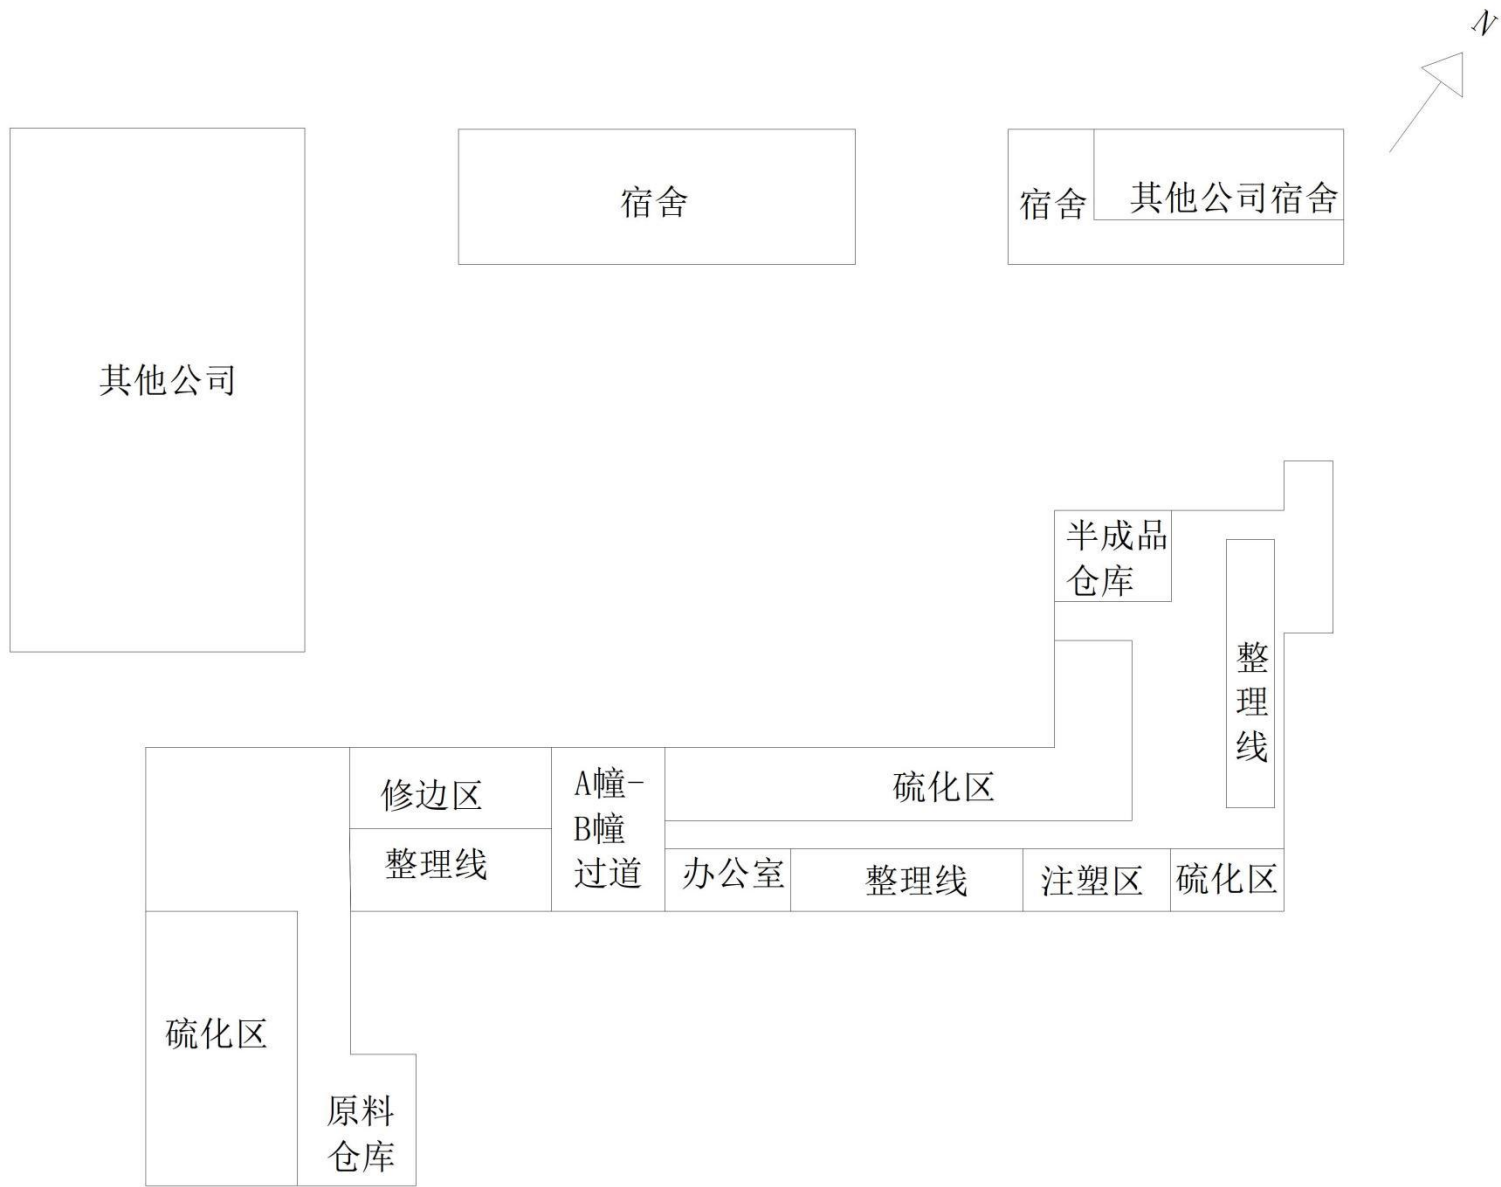 N
宿舍
宿舍
其他公司宿舍
其他公司
半成品
仓库
整
理
线
修边区
整理线
A幢-
B幢
过道
硫化区
办公室
整理线
注塑区
硫化区
硫化区
原料
仓库